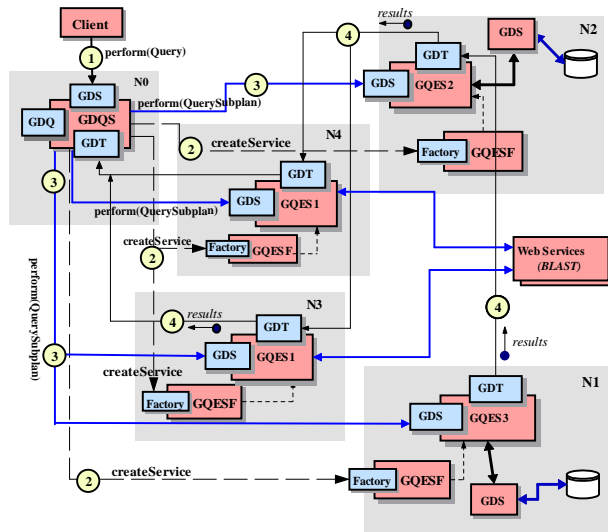 Client
results
N2
GDS
1
perform(Query)
4
GDT
N0
3
GDS
GQES2
GDS
perform(QuerySubplan)
GDQ
GDQS
N4
GDT
2
createService
Factory
GQESF
GDT
3
GDS
GQES1
perform(QuerySubplan)
createService
Factory
GQESF
Web Services
(BLAST)
2
perform(QuerySubplan)
N3
4
results
GDT
4
results
3
GDS
GQES1
createService
GDT
N1
Factory
GQESF
GDS
GQES3
createService
2
Factory
GQESF
GDS